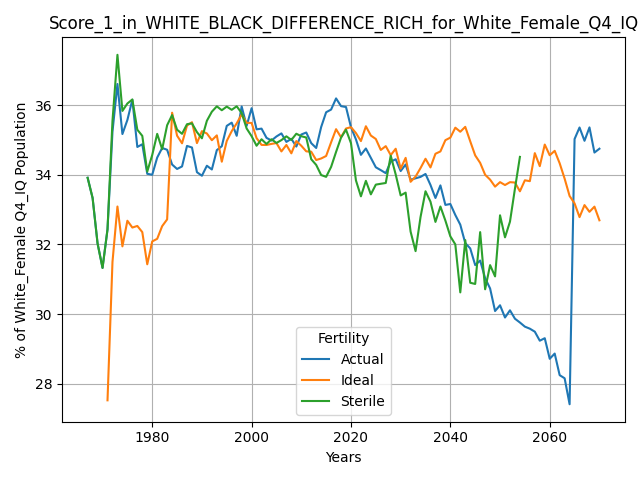 Score_1_in_WHITE_BLACK_DIFFERENCE_RICH_for_White_Female_Q4_IQ
% of White_Female Q4_IQ Population
36
34
32
30
28
Fertility
Actual
Ideal
Sterile
1980 2000 2020 2040 2060
Years